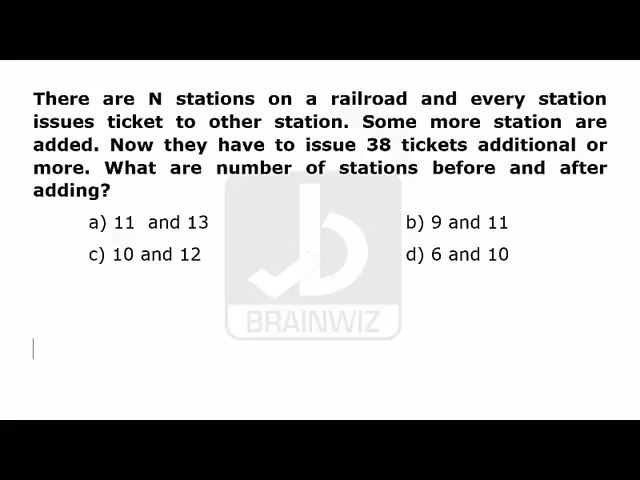 There are N stations on a railroad and every station
issues ticket to other station. Some more station are
added. Now they have to issue 38 tickets additional or
more. What are number of stations before and after
adding?
a) 11 and 13 b) 9 and 11
c) 10 and 12 d) 6 and 10
BRAINWIZ